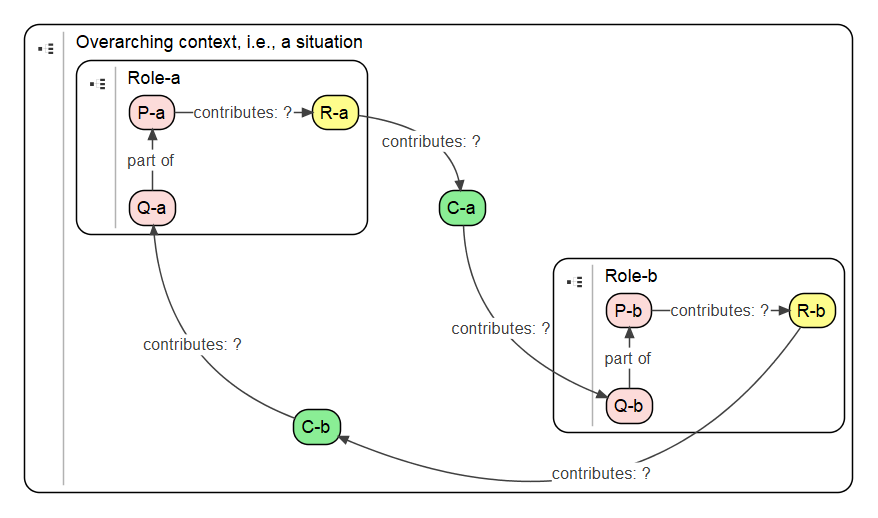 Overarching context, i.e., a situation
Role-a
P-a
contributes: ?
R-a
contributes: ?
part of
Q-a
C-a
Role-b
P-b
contributes: ?
R-b
contributes: ?
contributes: ?
part of
Q-b
C-b
contributes: ?